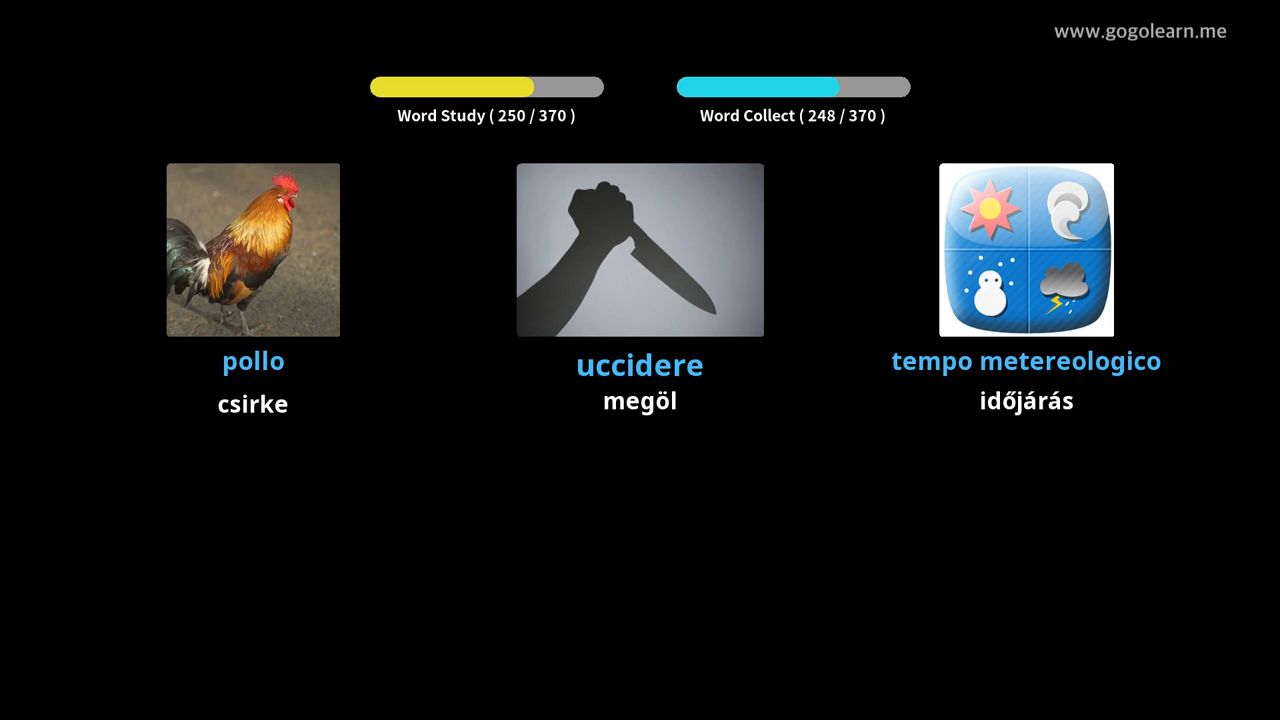 www.gogolearn.me
Word Study ( 250 / 370 )
Word Collect ( 248 / 370 )
pollo
csirke
uccidere
megöl
tempo metereologico
időjárás